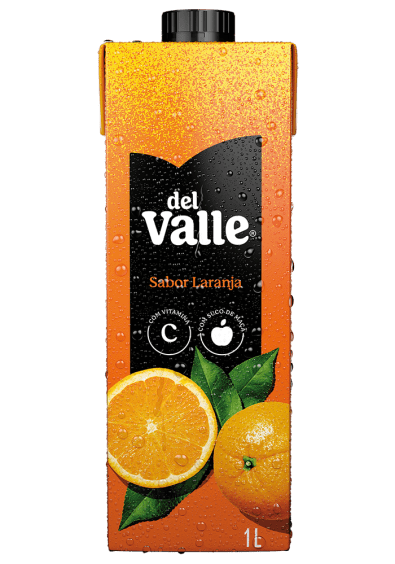 del
Valle®
Sabor Laranja
COM VITAMINA
C
COM SUCO DE MAÇÃ
1L